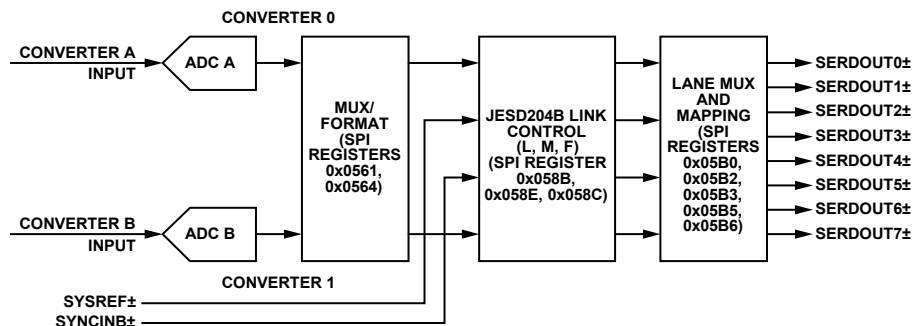 CONVERTER 0
CONVERTER A
INPUT
ADC A
MUX/
FORMAT
(SPI
REGISTERS
0x0561,
0x0564)
JESD204B LINK
CONTROL
(L, M, F)
(SPI REGISTER
0x058B,
0x058E, 0x058C)
LANE MUX
AND
MAPPING
(SPI
REGISTERS
0x05B0,
0x05B2,
0x05B3,
0x05B5,
0x05B6)
SERDOUT0±
SERDOUT1±
SERDOUT2±
SERDOUT3±
SERDOUT4±
SERDOUT5±
SERDOUT6±
SERDOUT7±
CONVERTER B
INPUT
ADC B
CONVERTER 1
SYSREF±
SYNCINB±